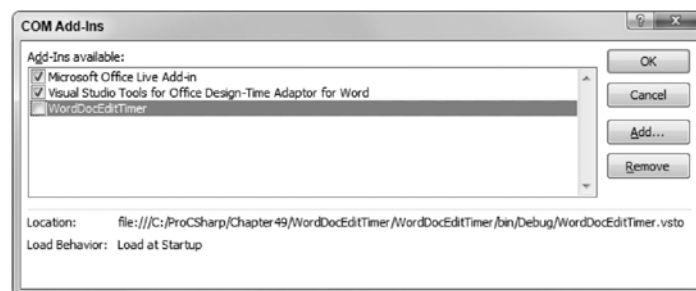 COM Add-Ins
Add-Ins available:
Microsoft Office Live Add-in
Visual Studio Tools for Office Design-Time Adaptor for Word
WordDocEditTimer
OK
Cancel
Add...
Remove
Location: file:///C:/ProCSharp/Chapter49/WordDocEditTimer/WordDocEditTimer/bin/Debug/WordDocEditTimer.vsto
Load Behavior: Load at Startup